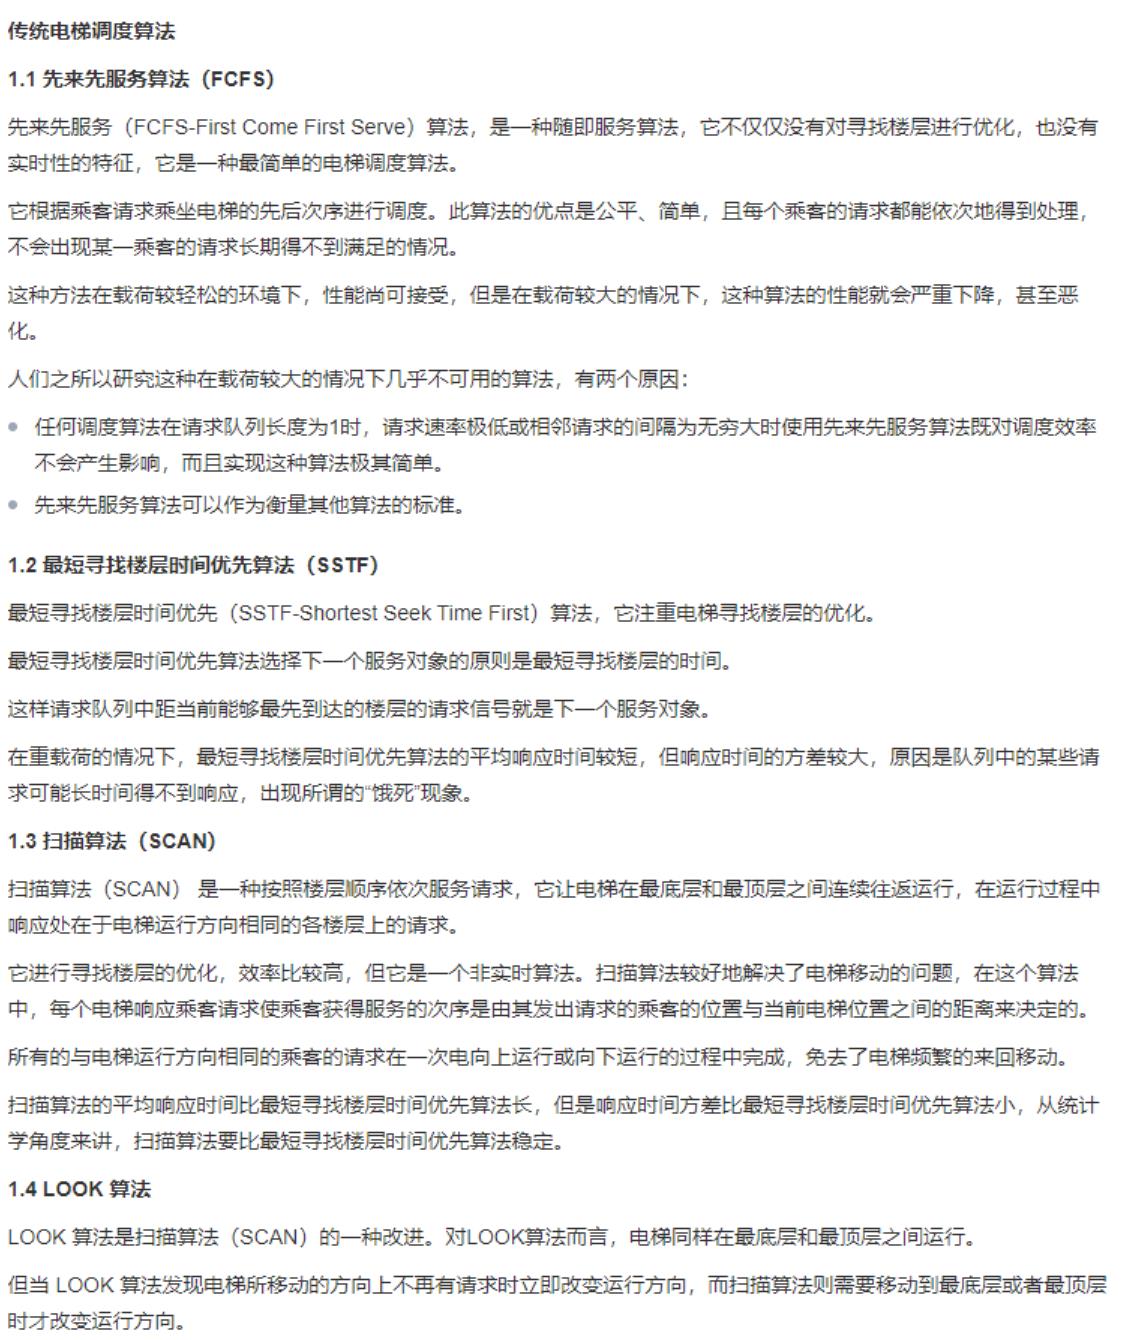 传统电梯调度算法
1.1 先来先服务算法（FCFS）
先来先服务（FCFS-First Come First Serve）算法，是一种随即服务算法，它不仅仅没有对寻找楼层进行优化，也没有
实时性的特征，它是一种最简单的电梯调度算法。
它根据乘客请求乘坐电梯的先后次序进行调度。此算法的优点是公平、简单，且每个乘客的请求都能依次地得到处理，
不会出现某一乘客的请求长期得不到满足的情况。
这种方法在载荷较轻松的环境下，性能尚可接受，但是在载荷较大的情况下，这种算法的性能就会严重下降，甚至恶
化。
人们之所以研究这种在载荷较大的情况下几乎不可用的算法，有两个原因：
任何调度算法在请求队列长度为1时，请求速率极低或相邻请求的间隔为无穷大时使用先来先服务算法既对调度效率
不会产生影响，而且实现这种算法极其简单。
先来先服务算法可以作为衡量其他算法的标准。
1.2 最短寻找楼层时间优先算法（SSTF）
最短寻找楼层时间优先（SSTF-Shortest Seek Time First）算法，它注重电梯寻找楼层的优化。
最短寻找楼层时间优先算法选择下一个服务对象的原则是最短寻找楼层的时间。
这样请求队列中距当前能够最先到达的楼层的请求信号就是下一个服务对象。
在重载荷的情况下，最短寻找楼层时间优先算法的平均响应时间较短，但响应时间的方差较大，原因是队列中的某些请
求可能长时间得不到响应，出现所谓的“饿死”现象。
1.3 扫描算法（SCAN）
扫描算法（SCAN） 是一种按照楼层顺序依次服务请求，它让电梯在最底层和最顶层之间连续往返运行，在运行过程中
响应处在于电梯运行方向相同的各楼层上的请求。
它进行寻找楼层的优化，效率比较高，但它是一个非实时算法。扫描算法较好地解决了电梯移动的问题，在这个算法
中，每个电梯响应乘客请求使乘客获得服务的次序是由其发出请求的乘客的位置与当前电梯位置之间的距离来决定的。
所有的与电梯运行方向相同的乘客的请求在一次电向上运行或向下运行的过程中完成，免去了电梯频繁的来回移动。
扫描算法的平均响应时间比最短寻找楼层时间优先算法长，但是响应时间方差比最短寻找楼层时间优先算法小，从统计
学角度来讲，扫描算法要比最短寻找楼层时间优先算法稳定。
1.4 LOOK 算法
LOOK 算法是扫描算法（SCAN）的一种改进。对LOOK算法而言，电梯同样在最底层和最顶层之间运行。
但当 LOOK 算法发现电梯所移动的方向上不再有请求时立即改变运行方向，而扫描算法则需要移动到最底层或者最顶层
时才改变运行方向。